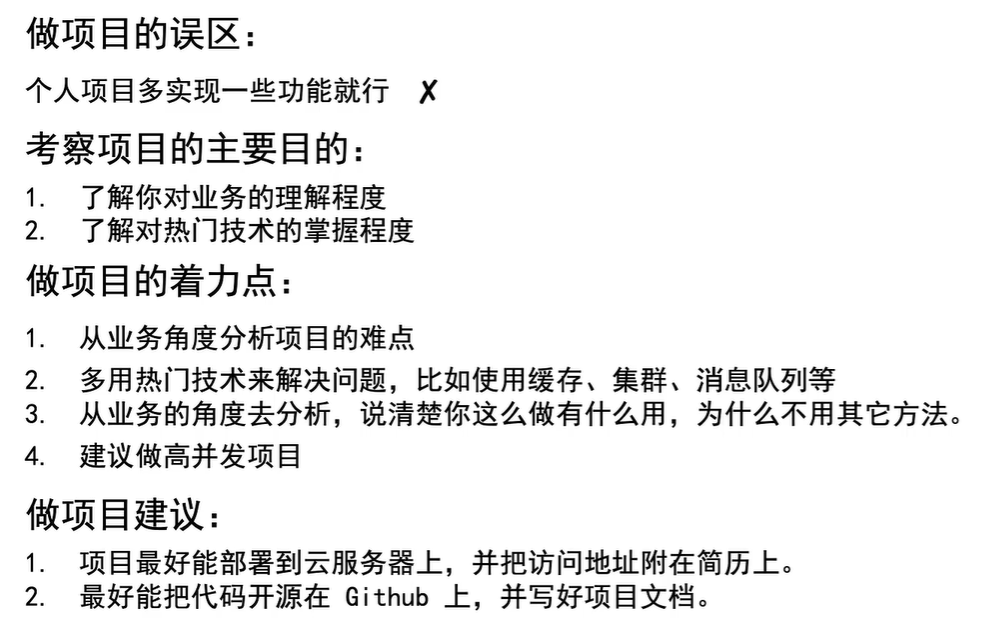 做项目的误区：
个人项目多实现一些功能就行 ✗
考察项目的主要目的：
1. 了解你对业务的理解程度
2. 了解对热门技术的掌握程度
做项目的着力点：
1. 从业务角度分析项目的难点
2. 多用热门技术来解决问题，比如使用缓存、集群、消息队列等
3. 从业务的角度去分析，说清楚你这么做有什么用，为什么不用其它方法。
4. 建议做高并发项目
做项目建议：
1. 项目最好能部署到云服务器上，并把访问地址附在简历上。
2. 最好能把代码开源在 Github 上，并写好项目文档。